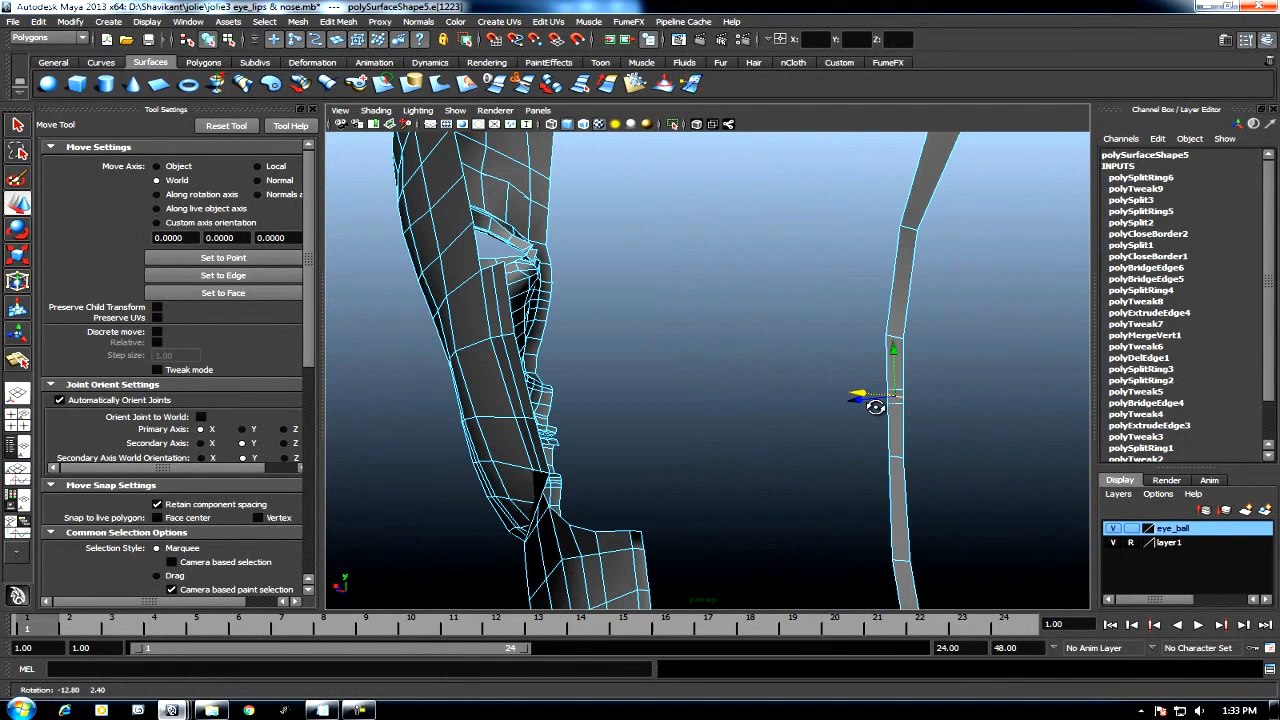 Autodesk Maya 2013 x64: D:\Shavikant\jolie\jolie3 eye_lips & nose.mb* --- polySurfaceShape5.e[1223]
File Edit Modify Create Display Window Assets Select Mesh Edit Mesh Proxy Normals Color Create UVs Edit UVs Muscle FumeFX Pipeline Cache Help
Polygons X: Y: Z:
General Curves Surfaces Polygons Subdivs Deformation Animation Dynamics Rendering PaintEffects Toon Muscle Fluids Fur Hair nCloth Custom FumeFX
Tool Settings
Move Tool Reset Tool Tool Help
Move Settings
Move Axis: Object Local
World Normal
Along rotation axis Normals a
Along live object axis
Custom axis orientation
0.0000 0.0000 0.0000
Set to Point
Set to Edge
Set to Face
Preserve Child Transform
Preserve UVs
Discrete move:
Relative:
Step size: 1.00
Tweak mode
Joint Orient Settings
Automatically Orient Joints
Orient Joint to World:
Primary Axis: X Y Z
Secondary Axis: X Y Z
Secondary Axis World Orientation: X Y Z
Move Snap Settings
Retain component spacing
Snap to live polygon: Face center Vertex
Common Selection Options
Selection Style: Marquee
Camera based selection
Drag
Camera based paint selection
View Shading Lighting Show Renderer Panels
y
persp
Channel Box / Layer Editor
Channels Edit Object Show
polySurfaceShape5
INPUTS
polySplitRing6
polyTweak9
polySplit3
polySplitRing5
polySplit2
polyCloseBorder2
polySplit1
polyCloseBorder1
polyBridgeEdge6
polyBridgeEdge5
polySplitRing4
polyTweak8
polyExtrudeEdge4
polyTweak7
polyMergeVert1
polyTweak6
polyDelEdge1
polySplitRing3
polySplitRing2
polyTweak5
polyBridgeEdge4
polyTweak4
polyExtrudeEdge3
polyTweak3
polyBridgeEdge3
polyTweak2
Display Render Anim
Layers Options Help
V eye_ball
V R layer1
1 2 3 4 5 6 7 8 9 10 11 12 13 14 15 16 17 18 19 20 21 22 23 24
1 1.00
1.00 1.00 1 24 24.00 48.00 No Anim Layer No Character Set
MEL
Rotation: -12.80 2.40
1:33 PM